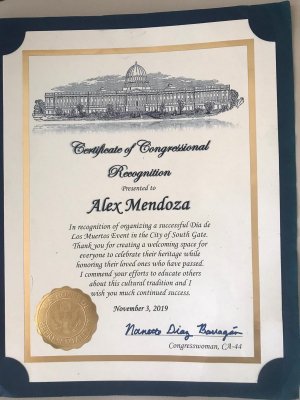 Certificate of Congressional
Recognition
Presented to
Alex Mendoza
In recognition of organizing a successful Dia de
Los Muertos Event in the City of South Gate.
Thank you for creating a welcoming space for
everyone to celebrate their heritage while
honoring their loved ones who have passed.
I commend your efforts to educate others
about this cultural tradition and I
wish you much continued success.
November 3, 2019
Nanette Diaz Barragán
Congresswoman, CA-44